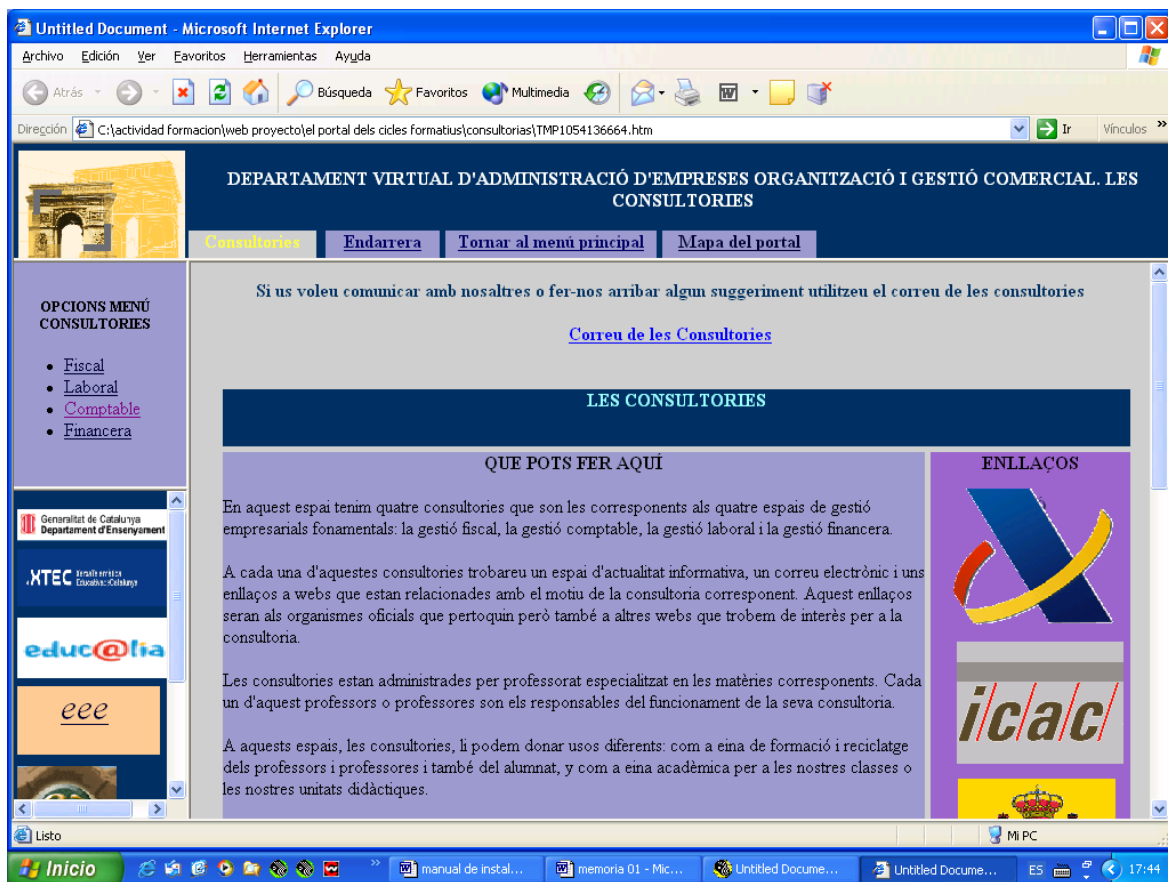 Untitled Document - Microsoft Internet Explorer
Archivo Edición Ver Favoritos Herramientas Ayuda
Atrás Búsqueda Favoritos Multimedia
Dirección C:\actividad formacion\web proyecto\el portal dels cicles formatius\consultorias\TMP1054136664.htm Ir Vínculos »
DEPARTAMENT VIRTUAL D'ADMINISTRACIÓ D'EMPRESES ORGANITZACIÓ I GESTIÓ COMERCIAL. LES
CONSULTORIES
Consultories Endarrera Tornar al menú principal Mapa del portal
OPCIONS MENÚ
CONSULTORIES
Fiscal
Laboral
Comptable
Financera
Generalitat de Catalunya
Departament d'Ensenyament
XTEC
educ@lia
eee
Si us voleu comunicar amb nosaltres o fer-nos arribar algun suggeriment utilitzeu el correu de les consultories
Correu de les Consultories
LES CONSULTORIES
QUE POTS FER AQUÍ
En aquest espai tenim quatre consultories que son les corresponents als quatre espais de gestió
empresarials fonamentals: la gestió fiscal, la gestió comptable, la gestió laboral i la gestió financera.
A cada una d'aquestes consultories trobareu un espai d'actualitat informativa, un correu electrònic i uns
enllaços a webs que estan relacionades amb el motiu de la consultoria corresponent. Aquest enllaços
seran als organismes oficials que pertoquin però també a altres webs que trobem de interès per a la
consultoria.
Les consultories estan administrades per professorat especialitzat en les matèries corresponents. Cada
un d'aquest professors o professores son els responsables del funcionament de la seva consultoria.
A aquests espais, les consultories, li podem donar usos diferents: com a eina de formació i reciclatge
dels professors i professores i també del alumnat, y com a eina acadèmica per a les nostres classes o
les nostres unitats didàctiques.
ENLLAÇOS
i/c/a/c/
Listo Mi PC
Inicio » manual de instal... memoria 01 - Mic... Untitled Docume... Untitled Docume... ES 17:44